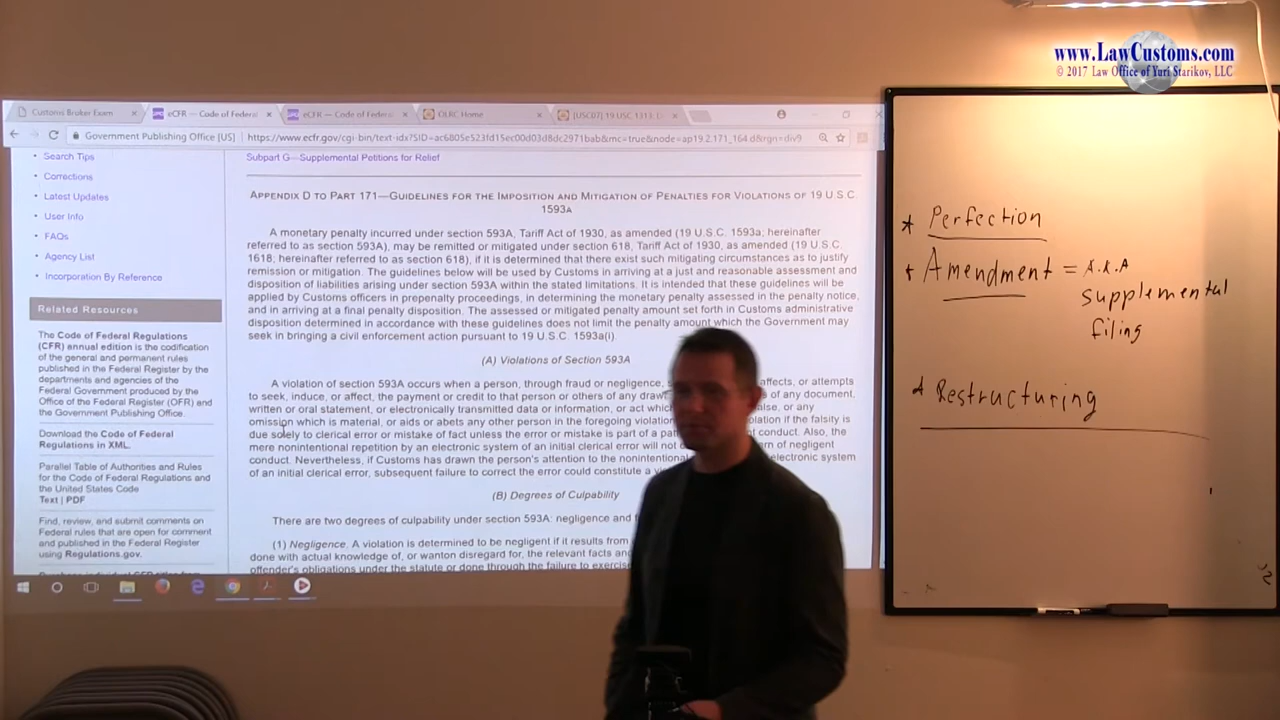 www.LawCustoms.com
© 2017 Law Office of Yuri Starikov, LLC
Customs Broker Exam
eCFR — Code of Federal
eCFR — Code of Federal
OLRC Home
[USC07] 19 USC 1313:
Government Publishing Office [US] | https://www.ecfr.gov/cgi-bin/text-idx?SID=ac6805e523fd15ec00d03d8dc2971bab&mc=true&node=ap19.2.171_164.d&rgn=div9
Search Tips
Corrections
Latest Updates
User Info
FAQs
Agency List
Incorporation By Reference
Related Resources
The Code of Federal Regulations
(CFR) annual edition is the codification
of the general and permanent rules
published in the Federal Register by the
departments and agencies of the
Federal Government produced by the
Office of the Federal Register (OFR) and
the Government Publishing Office.
Download the Code of Federal
Regulations in XML.
Parallel Table of Authorities and Rules
for the Code of Federal Regulations and
the United States Code
Text | PDF
Find, review, and submit comments on
Federal rules that are open for comment
and published in the Federal Register
using Regulations.gov.
Subpart G—Supplemental Petitions for Relief
APPENDIX D TO PART 171—GUIDELINES FOR THE IMPOSITION AND MITIGATION OF PENALTIES FOR VIOLATIONS OF 19 U.S.C.
1593A
A monetary penalty incurred under section 593A, Tariff Act of 1930, as amended (19 U.S.C. 1593a; hereinafter
referred to as section 593A), may be remitted or mitigated under section 618, Tariff Act of 1930, as amended (19 U.S.C.
1618; hereinafter referred to as section 618), if it is determined that there exist such mitigating circumstances as to justify
remission or mitigation. The guidelines below will be used by Customs in arriving at a just and reasonable assessment and
disposition of liabilities arising under section 593A within the stated limitations. It is intended that these guidelines will be
applied by Customs officers in prepenalty proceedings, in determining the monetary penalty assessed in the penalty notice,
and in arriving at a final penalty disposition. The assessed or mitigated penalty amount set forth in Customs administrative
disposition determined in accordance with these guidelines does not limit the penalty amount which the Government may
seek in bringing a civil enforcement action pursuant to 19 U.S.C. 1593a(i).
(A) Violations of Section 593A
A violation of section 593A occurs when a person, through fraud or negligence, affects, or attempts
to seek, induce, or affect, the payment or credit to that person or others of any of any document,
written or oral statement, or electronically transmitted data or information, or act which or any
omission which is material, or aids or abets any other person in the foregoing if the falsity is
due solely to clerical error or mistake of fact unless the error or mistake is part of a conduct. Also, the
mere nonintentional repetition by an electronic system of an initial clerical error will not of negligent
conduct. Nevertheless, if Customs has drawn the person's attention to the nonintentional electronic system
of an initial clerical error, subsequent failure to correct the error could constitute a
(B) Degrees of Culpability
There are two degrees of culpability under section 593A: negligence and
(1) Negligence. A violation is determined to be negligent if it results from
done with actual knowledge of, or wanton disregard for, the relevant facts and
offender's obligations under the statute or done through the failure to exercise
* Perfection
* Amendment = A.K.A
supplemental
filing
* Restructuring